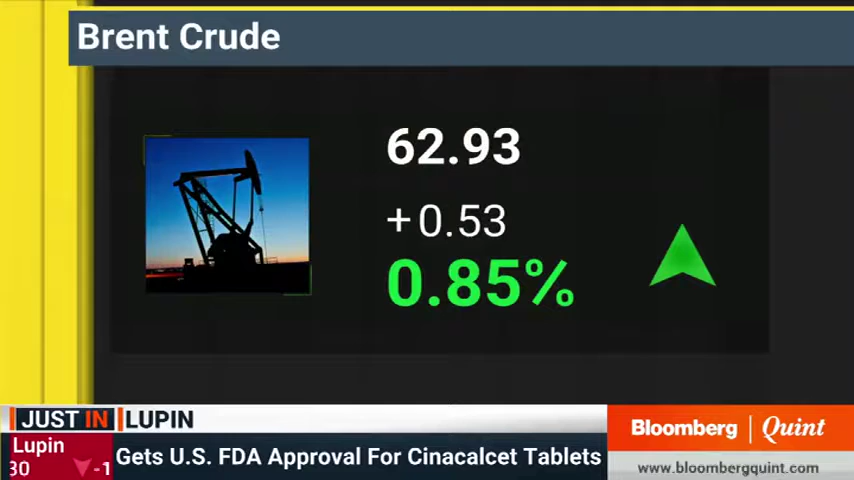 Brent Crude
62.93
+0.53
0.85%
JUST IN LUPIN
Lupin
30 -1
Gets U.S. FDA Approval For Cinacalcet Tablets
Bloomberg | Quint
www.bloombergquint.com